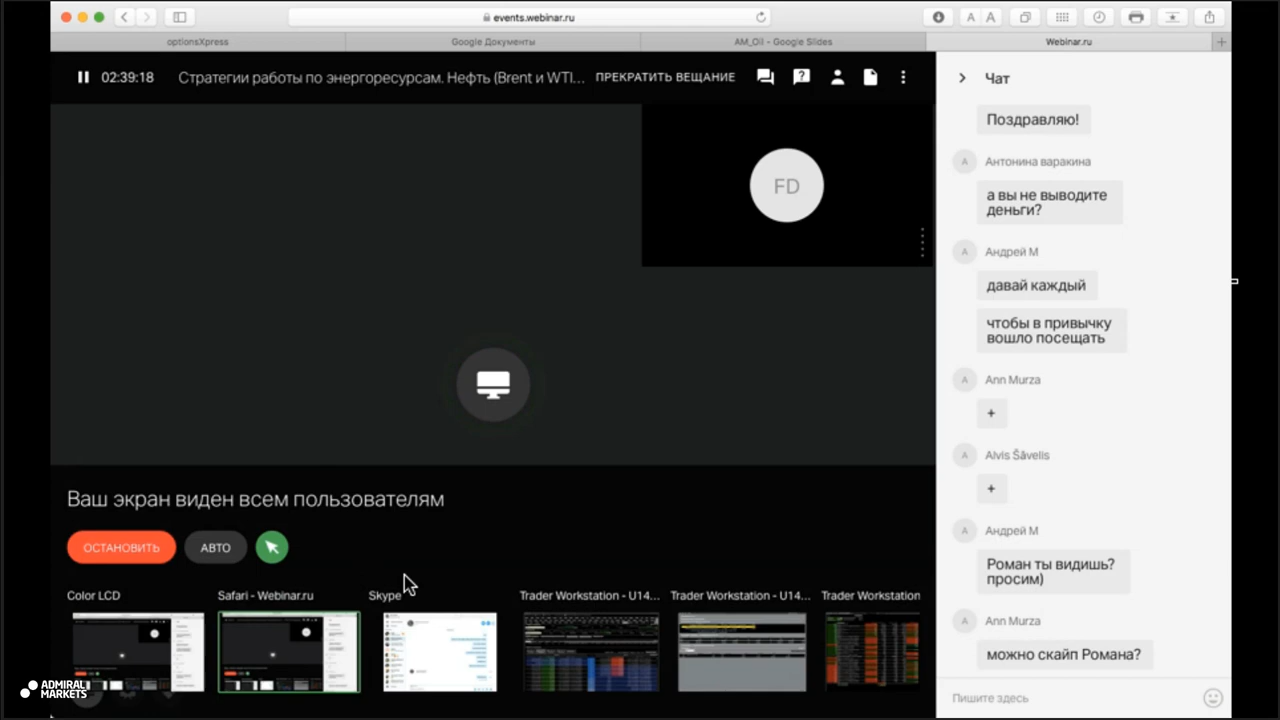 events.webinar.ru
A A
optionsXpress
Google Документы
AM_Oil - Google Slides
Webinar.ru
02:39:18
Стратегии работы по энергоресурсам. Нефть (Brent и WTI...
ПРЕКРАТИТЬ ВЕЩАНИЕ
Чат
FD
Поздравляю!
A
Антонина варакина
а вы не выводите
деньги?
A
Андрей М
давай каждый
чтобы в привычку
вошло посещать
A
Ann Murza
+
A
Alvis Šāvelis
+
A
Андрей М
Роман ты видишь?
просим)
A
Ann Murza
можно скайп Романа?
Пишите здесь
Ваш экран виден всем пользователям
ОСТАНОВИТЬ
АВТО
Color LCD
Safari - Webinar.ru
Skype
Trader Workstation - U14...
Trader Workstation - U14...
Trader Workstation
ADMIRAL
MARKETS